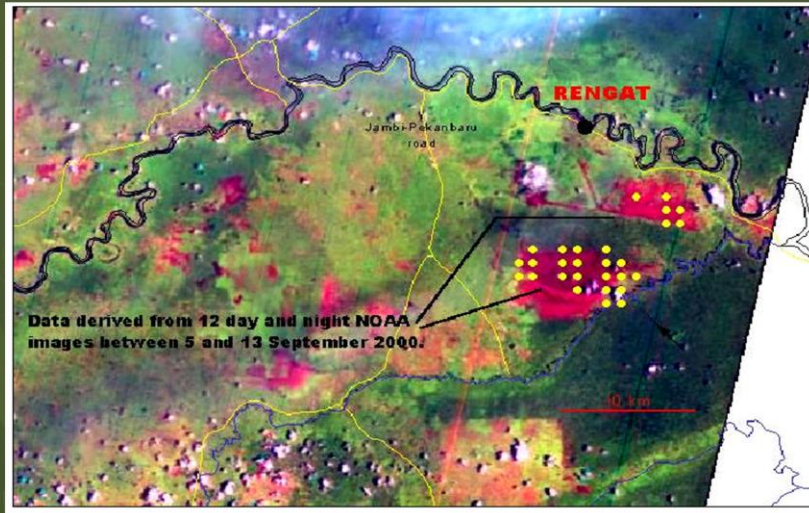 RENGAT
Jambi-Pekanbaru
road
Data derived from 12 day and night NOAA
images between 5 and 13 September 2000.
km